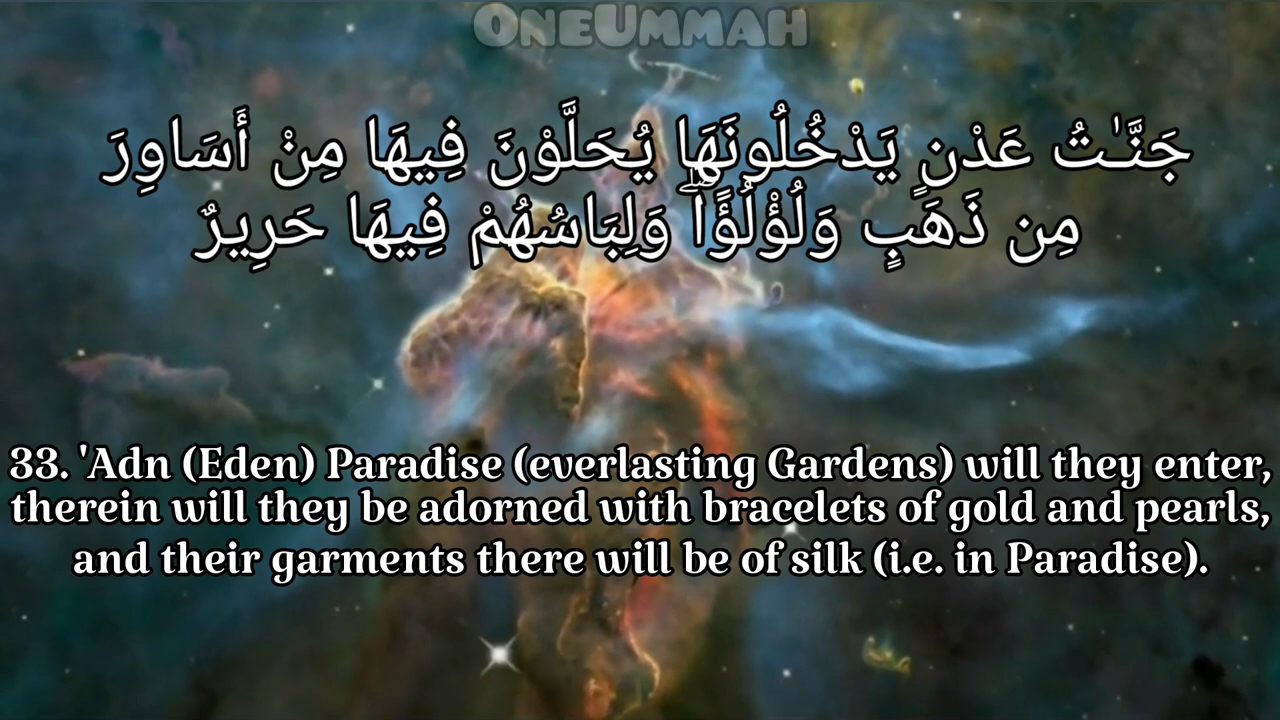 OneUmmah
جَنَّـٰتُ عَدْنٍ يَدْخُلُونَهَا يُحَلَّوْنَ فِيهَا مِنْ أَسَاوِرَ
مِن ذَهَبٍ وَلُؤْلُؤًاۖ وَلِبَاسُهُمْ فِيهَا حَرِيرٌ
33. 'Adn (Eden) Paradise (everlasting Gardens) will they enter,
therein will they be adorned with bracelets of gold and pearls,
and their garments there will be of silk (i.e. in Paradise).